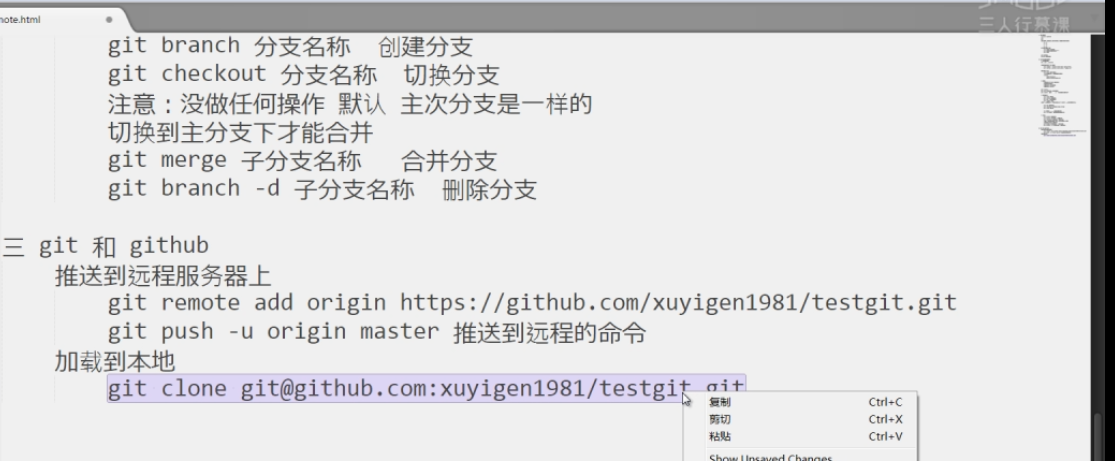 note.html
三人行慕课
git branch 分支名称 创建分支
git checkout 分支名称 切换分支
注意：没做任何操作 默认 主次分支是一样的
切换到主分支下才能合并
git merge 子分支名称 合并分支
git branch -d 子分支名称 删除分支
三 git 和 github
推送到远程服务器上
git remote add origin https://github.com/xuyigen1981/testgit.git
git push -u origin master 推送到远程的命令
加载到本地
git clone git@github.com:xuyigen1981/testgit.git
复制 Ctrl+C
剪切 Ctrl+X
粘贴 Ctrl+V
Show Unsaved Changes